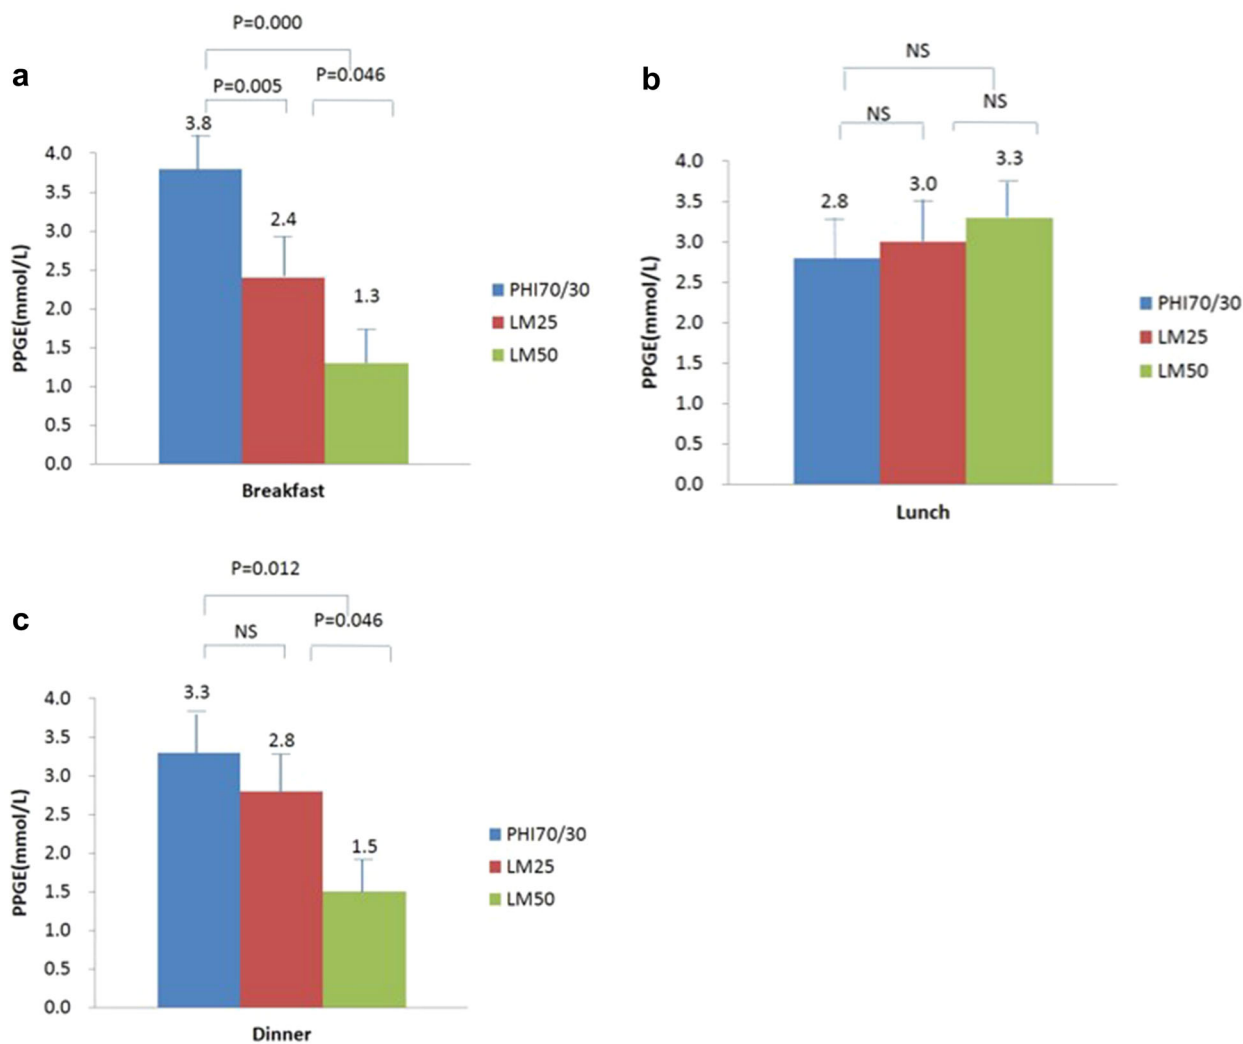 a
P=0.000
P=0.005
P=0.046
3.8
2.4
1.3
4.0
3.5
3.0
2.5
2.0
1.5
1.0
0.5
0.0
PPGE(mmol/L)
Breakfast
PHI70/30
LM25
LM50
b
NS
NS
NS
2.8
3.0
3.3
4.0
3.5
3.0
2.5
2.0
1.5
1.0
0.5
0.0
PPGE(mmol/L)
Lunch
PHI70/30
LM25
LM50
c
P=0.012
NS
P=0.046
3.3
2.8
1.5
4.0
3.5
3.0
2.5
2.0
1.5
1.0
0.5
0.0
PPGE(mmol/L)
Dinner
PHI70/30
LM25
LM50